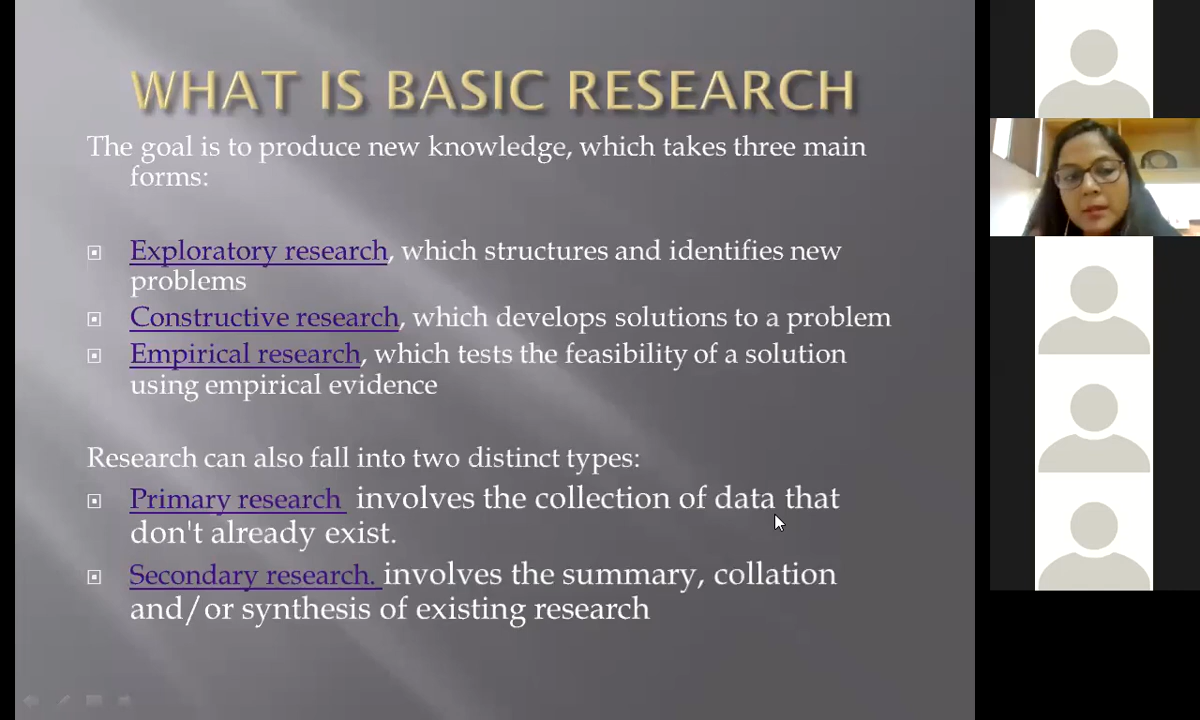 WHAT IS BASIC RESEARCH
The goal is to produce new knowledge, which takes three main
forms:
Exploratory research, which structures and identifies new
problems
Constructive research, which develops solutions to a problem
Empirical research, which tests the feasibility of a solution
using empirical evidence
Research can also fall into two distinct types:
Primary research involves the collection of data that
don't already exist.
Secondary research. involves the summary, collation
and/or synthesis of existing research